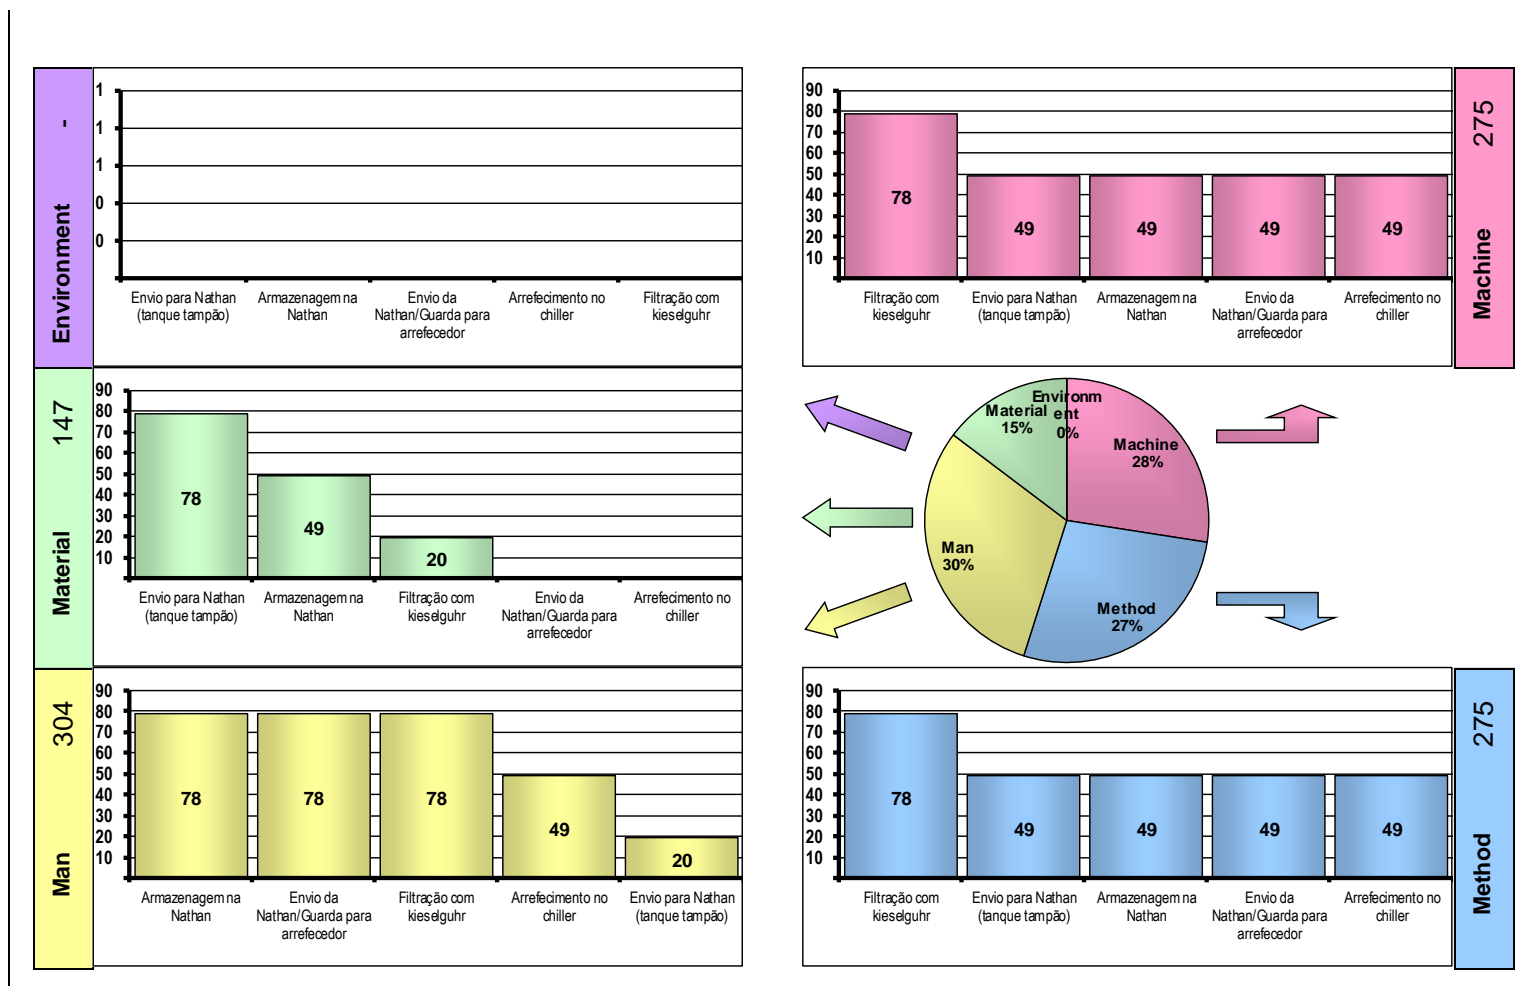 Environment -
1
1
1
0
0
Envio para Nathan
(tanque tampão)
Armazenagem na
Nathan
Envio da
Nathan/Guarda para
arrefecedor
Arrefecimento no
chiller
Filtração com
kieselguhr
90
80
70
60
50
40
30
20
10
78
49
49
49
49
Filtração com
kieselguhr
Envio para Nathan
(tanque tampão)
Armazenagem na
Nathan
Envio da
Nathan/Guarda para
arrefecedor
Arrefecimento no
chiller
Machine 275
Material 147
90
80
70
60
50
40
30
20
10
78
49
20
Envio para Nathan
(tanque tampão)
Armazenagem na
Nathan
Filtração com
kieselguhr
Envio da
Nathan/Guarda para
arrefecedor
Arrefecimento no
chiller
Environm
ent
0%
Material
15%
Machine
28%
Man
30%
Method
27%
Man 304
90
80
70
60
50
40
30
20
10
78
78
78
49
20
Armazenagem na
Nathan
Envio da
Nathan/Guarda para
arrefecedor
Filtração com
kieselguhr
Arrefecimento no
chiller
Envio para Nathan
(tanque tampão)
90
80
70
60
50
40
30
20
10
78
49
49
49
49
Filtração com
kieselguhr
Envio para Nathan
(tanque tampão)
Armazenagem na
Nathan
Envio da
Nathan/Guarda para
arrefecedor
Arrefecimento no
chiller
Method 275